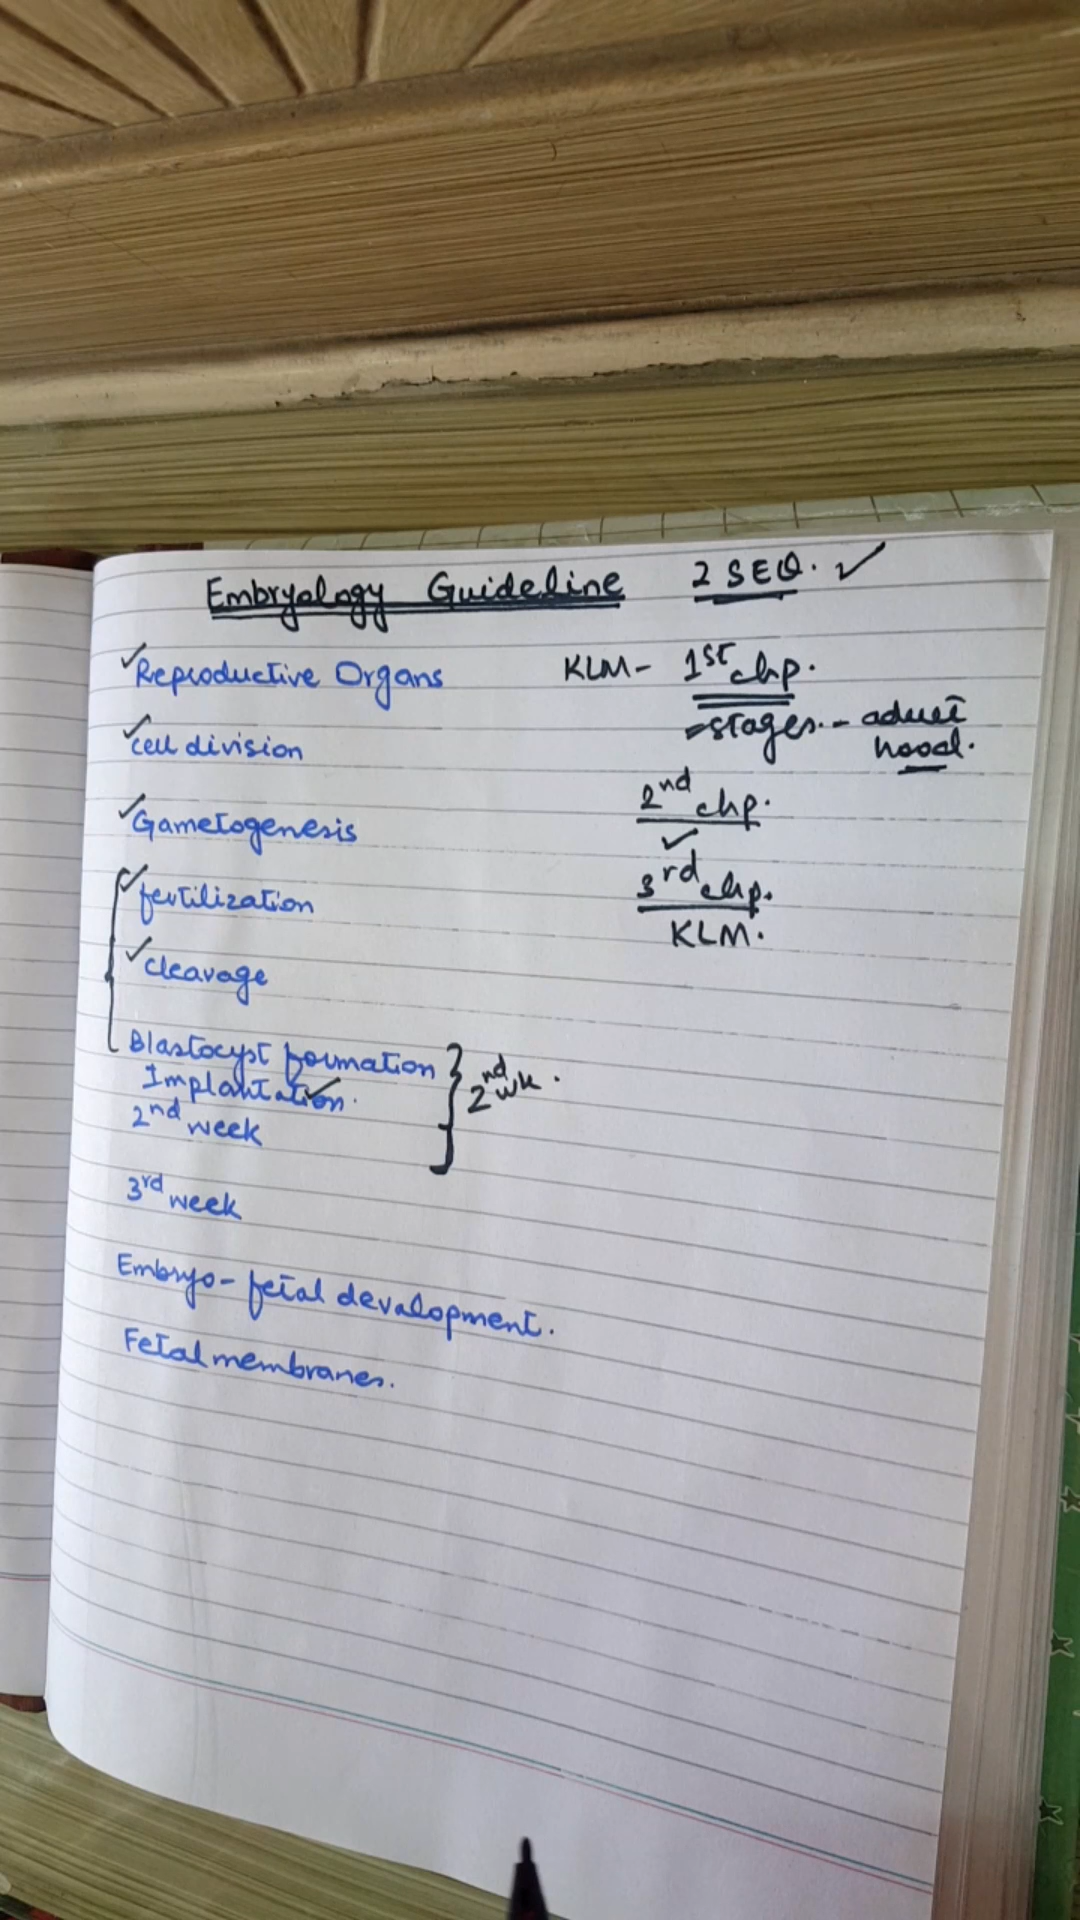 Embryology Guideline 2 SEQ.
Reproductive Organs KLM- 1st chp.
stages.- adult hood.
cell division
2nd chp.
Gametogenesis
3rd chp.
KLM.
fertilization
cleavage
Blastocyst formation
Implantation.
2nd wk.
2nd week
3rd week
Embryo-fetal devalopment.
Fetal membranes.